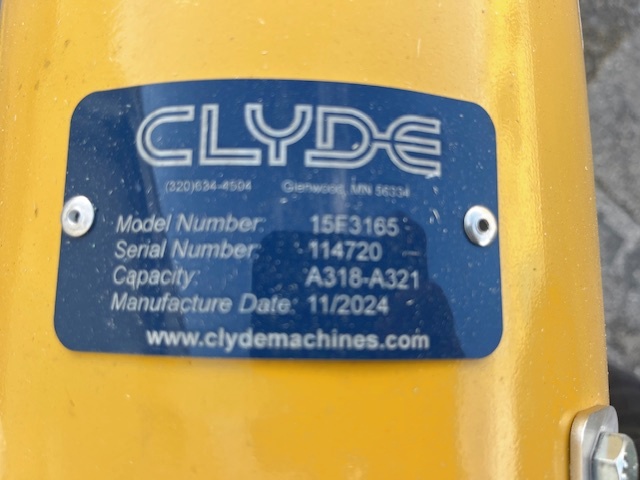 CLYDE
(320)634-4504 Glenwood, MN 56334
Model Number: 15F3165
Serial Number: 114720
Capacity: A318-A321
Manufacture Date: 11/2024
www.clydemachines.com